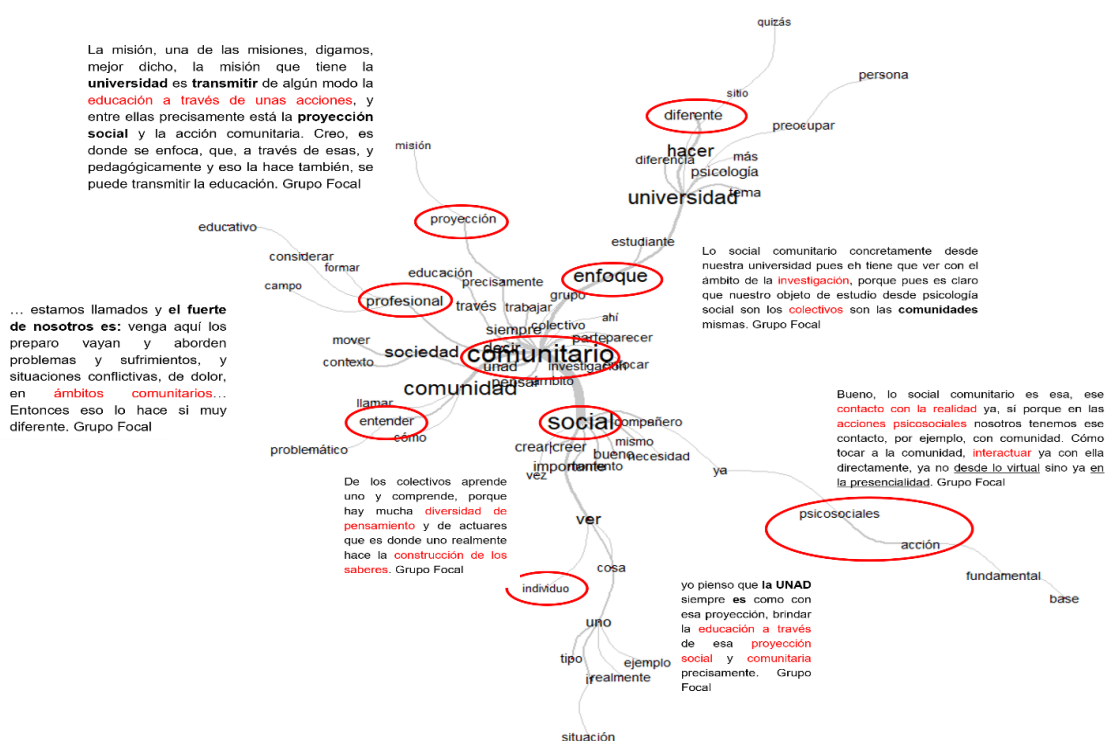 quizás
La misión, una de las misiones, digamos,
mejor dicho, la misión que tiene la
universidad es transmitir de algún modo la
educación a través de unas acciones, y
entre ellas precisamente está la proyección
social y la acción comunitaria. Creo, es
donde se enfoca, que, a través de esas, y
pedagógicamente y eso la hace también, se
puede transmitir la educación. Grupo Focal
persona
sitio
diferente
preocupar
hacer
diferencia
más
psicología
universidad
tema
misión
proyección
educativo
estudiante
considerar
formar
campo
educación
precisamente
enfoque
profesional
través
trabajar
grupo
Lo social comunitario concretamente desde
nuestra universidad pues eh tiene que ver con el
ámbito de la investigación, porque pues es claro
que nuestro objeto de estudio desde psicología
social son los colectivos son las comunidades
mismas. Grupo Focal
… estamos llamados y el fuerte
de nosotros es: venga aquí los
preparo vayan y aborden
problemas y sufrimientos, y
situaciones conflictivas, de dolor,
en ámbitos comunitarios…
Entonces eso lo hace si muy
diferente. Grupo Focal
ahí
siempre
colectivo
parte
parecer
mover
decir
sociedad
comunitario
contexto
unad
investigación
enfocar
pensar
ámbito
comunidad
llamar
entender
cómo
problemático
social
compañero
crear|creer
mismo
bueno
necesidad
importante
momento
vez
ya
Bueno, lo social comunitario es esa, ese
contacto con la realidad ya, sí porque en las
acciones psicosociales nosotros tenemos ese
contacto, por ejemplo, con comunidad. Cómo
tocar a la comunidad, interactuar ya con ella
directamente, ya no desde lo virtual sino ya en
la presencialidad. Grupo Focal
De los colectivos aprende
uno y comprende, porque
hay mucha diversidad de
pensamiento y de actuares
que es donde uno realmente
hace la construcción de los
saberes. Grupo Focal
ver
psicosociales
acción
fundamental
base
cosa
individuo
uno
yo pienso que la UNAD
siempre es como con
esa proyección, brindar
la educación a través
de esa proyección
social y comunitaria
precisamente. Grupo
Focal
tipo
ejemplo
ir
realmente
situación